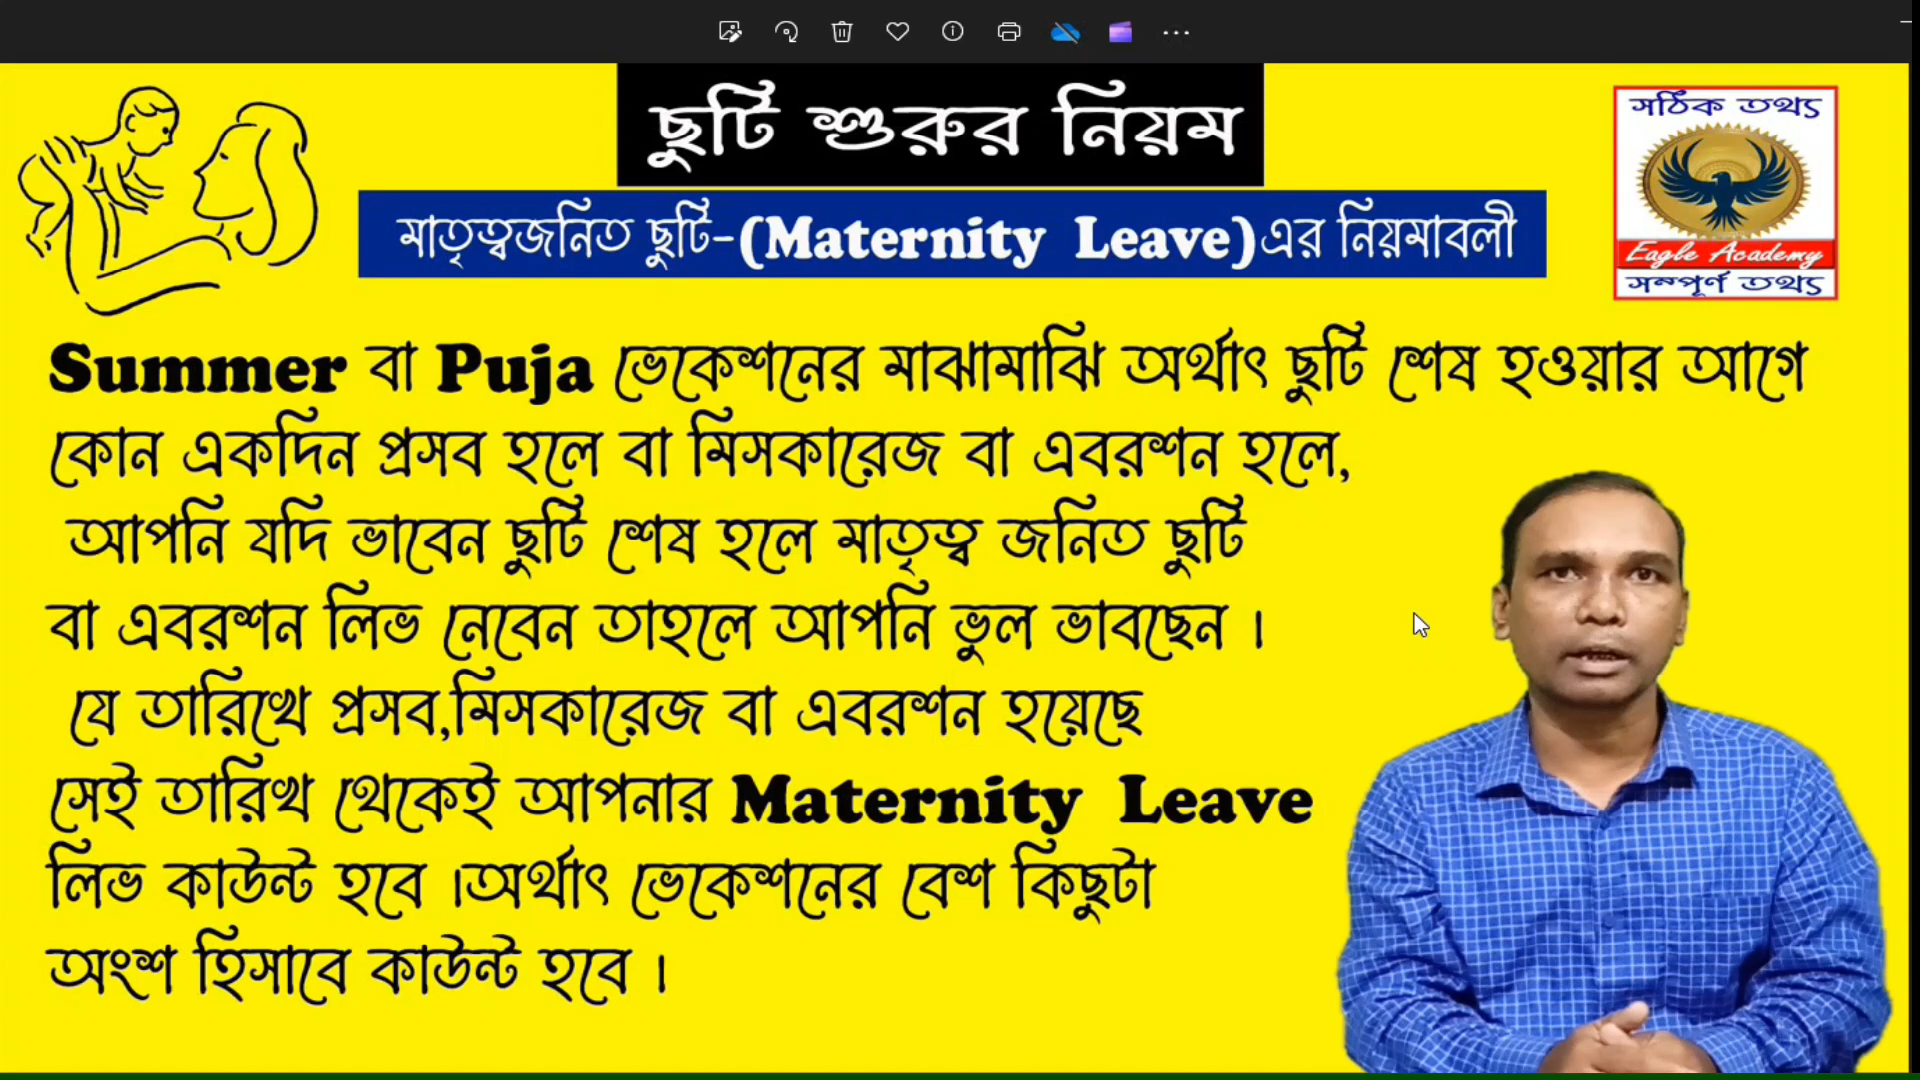 ছুটি শুরুর নিয়ম
মাতৃত্বজনিত ছুটি-(Maternity Leave)এর নিয়মাবলী
সঠিক তথ্য
Eagle Academy
সম্পূর্ণ তথ্য
Summer বা Puja ভেকেশনের মাঝামাঝি অর্থাৎ ছুটি শেষ হওয়ার আগে
কোন একদিন প্রসব হলে বা মিসকারেজ বা এবরশন হলে,
আপনি যদি ভাবেন ছুটি শেষ হলে মাতৃত্ব জনিত ছুটি
বা এবরশন লিভ নেবেন তাহলে আপনি ভুল ভাবছেন ।
যে তারিখে প্রসব,মিসকারেজ বা এবরশন হয়েছে
সেই তারিখ থেকেই আপনার Maternity Leave
লিভ কাউন্ট হবে ।অর্থাৎ ভেকেশনের বেশ কিছুটা
অংশ হিসাবে কাউন্ট হবে ।